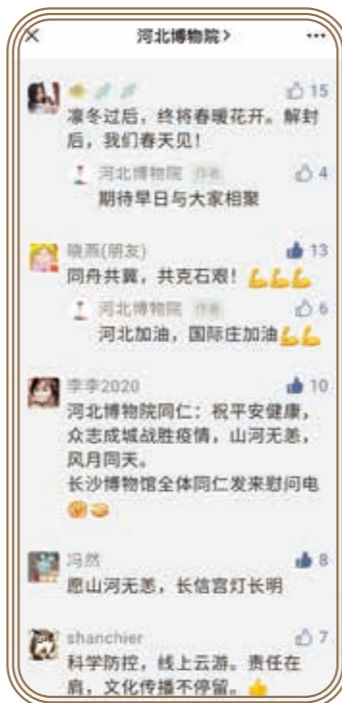 河北博物院
15
凛冬过后，终将春暖花开。解封
后，我们春天见！
河北博物院 作者 4
期待早日与大家相聚
晓燕(朋友) 13
同舟共冀，共克石艰！💪💪💪
河北博物院 作者 6
河北加油，国际庄加油💪💪
李李2020 10
河北博物院同仁：祝平安健康，
众志成城战胜疫情，山河无恙，
风月同天。
长沙博物馆全体同仁发来慰问电
冯然 8
愿山河无恙，长信宫灯长明
shanchier 7
科学防控，线上云游。责任在
肩，文化传播不停留。👍